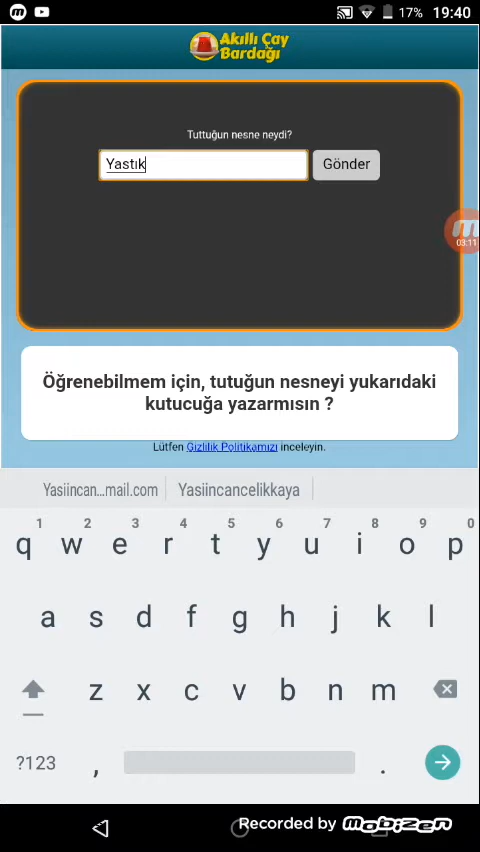 17% 19:40
Akıllı Çay
Bardağı
Tuttuğun nesne neydi?
Yastık Gönder
03:11
Öğrenebilmem için, tutuğun nesneyi yukarıdaki
kutucuğa yazarmısın ?
Lütfen Gizlilik Politikamızı inceleyin.
Yasiincan...mail.com Yasiincancelikkaya
1 2 3 4 5 6 7 8 9 0
q w e r t y u i o p
a s d f g h j k l
z x c v b n m
?123 , .
Recorded by mobizen